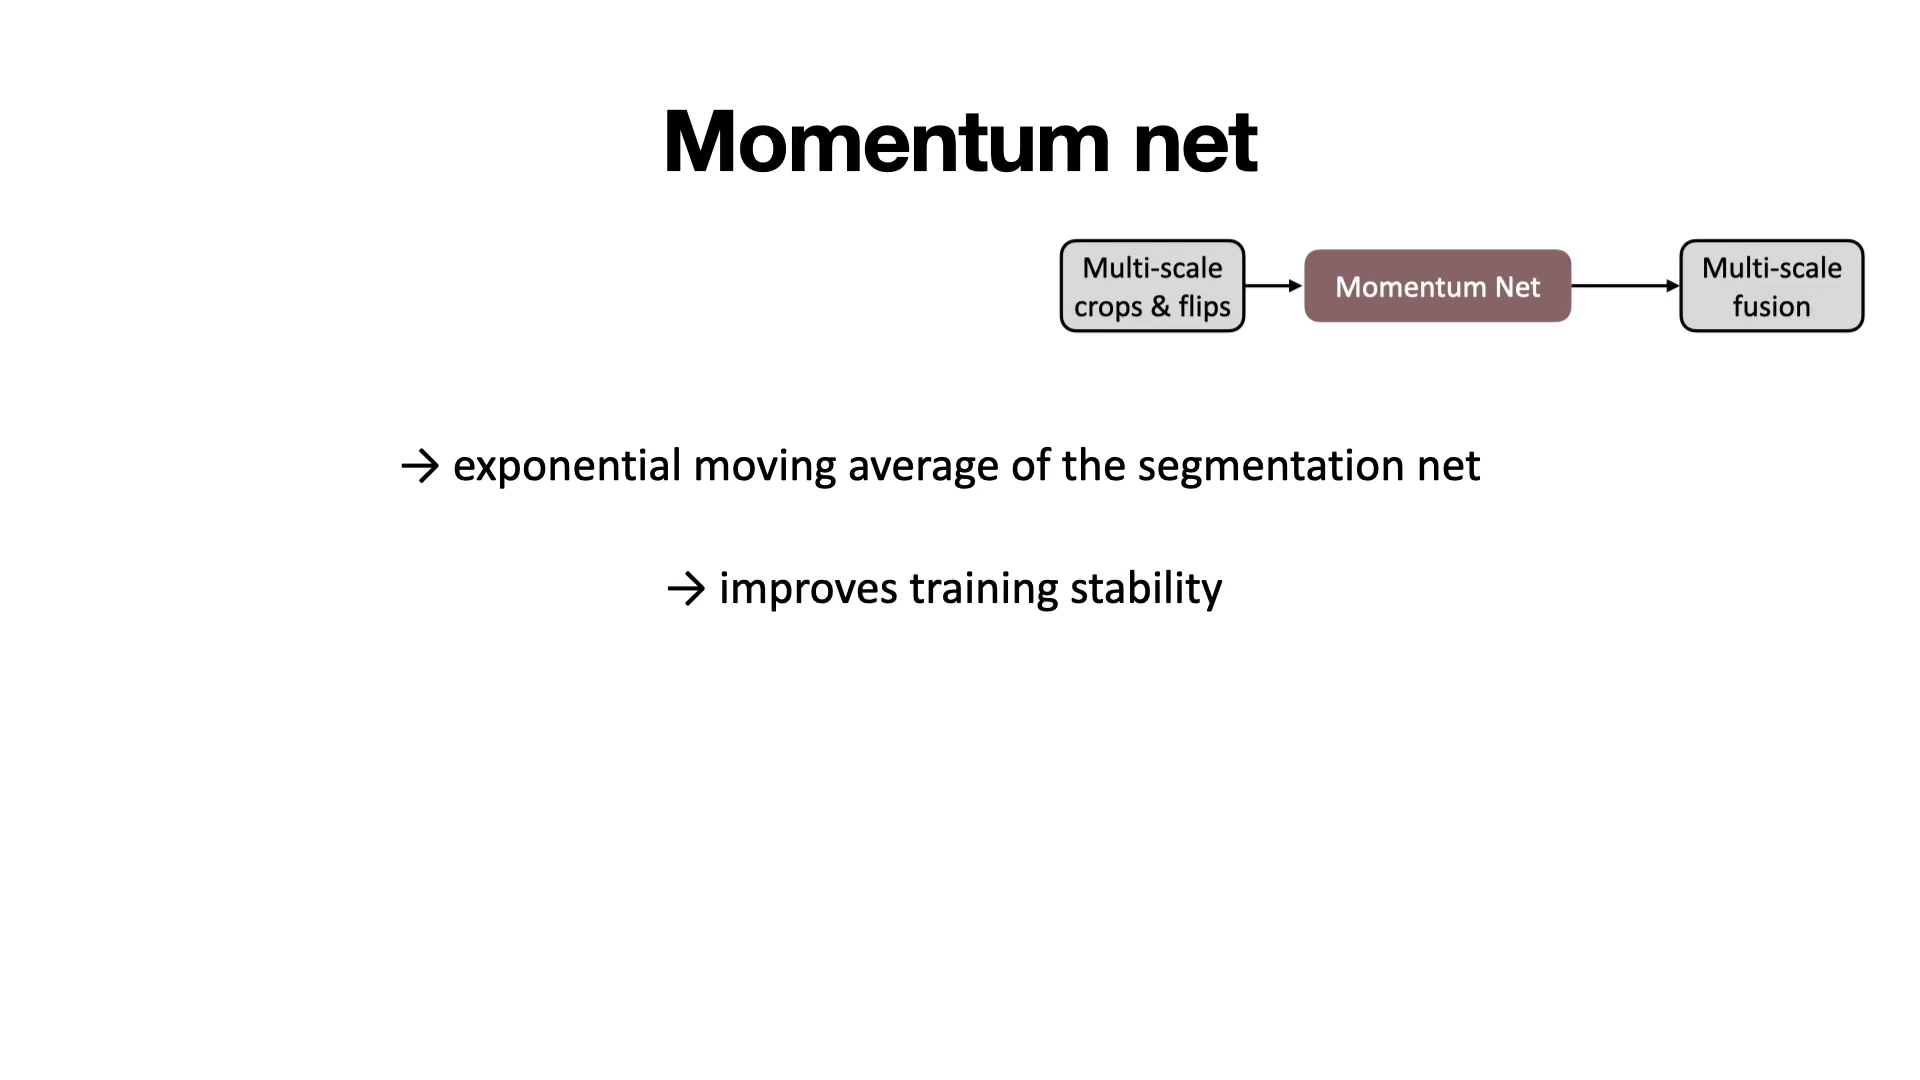 Momentum net
Multi-scale
crops & flips
Momentum Net
Multi-scale
fusion
→ exponential moving average of the segmentation net
→ improves training stability